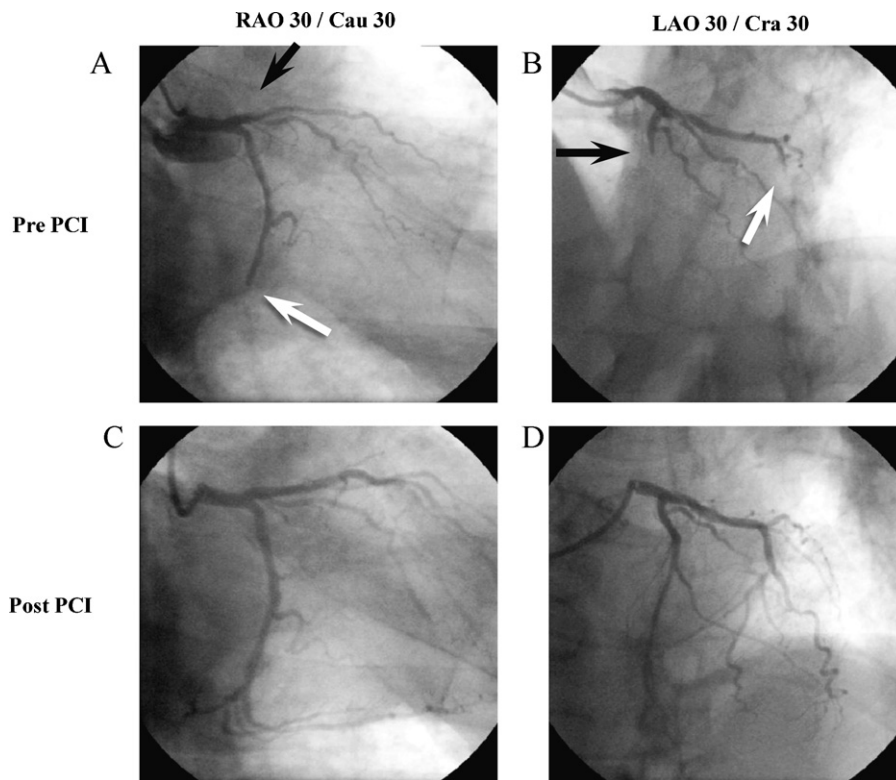 RAO 30 / Cau 30
LAO 30 / Cra 30
A
B
Pre PCI
C
D
Post PCI